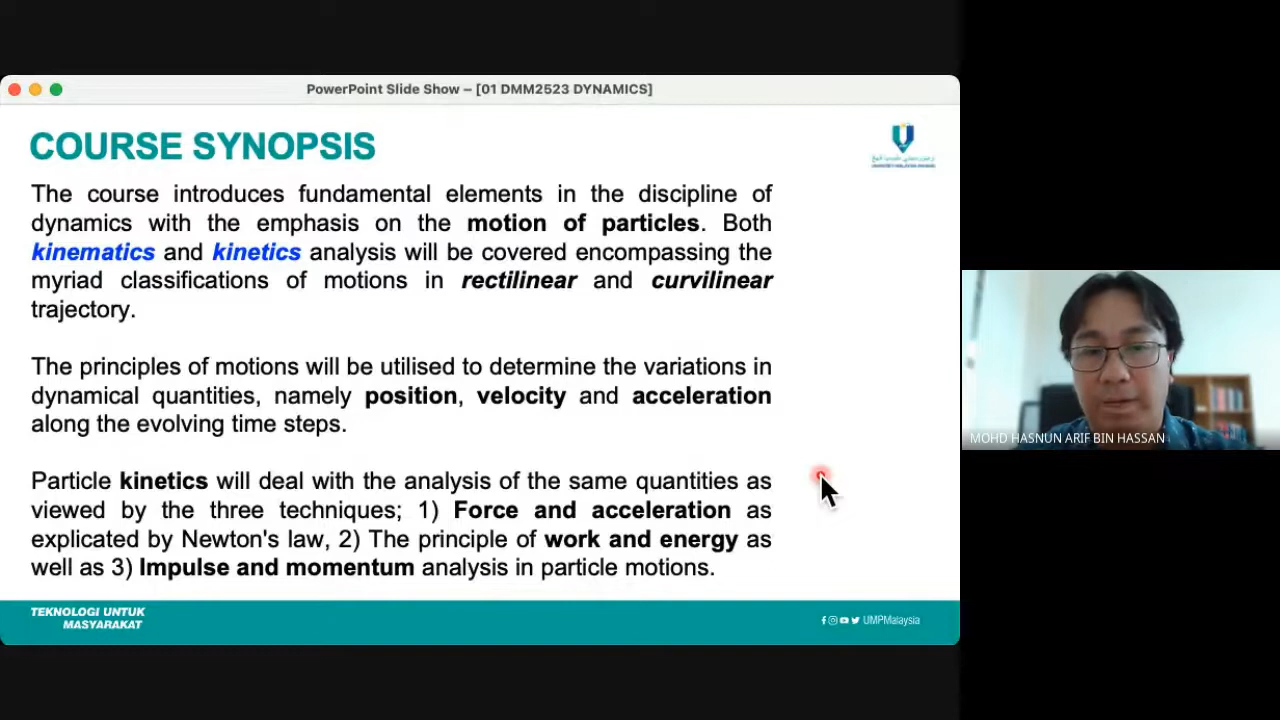 PowerPoint Slide Show – [01 DMM2523 DYNAMICS]
COURSE SYNOPSIS
The course introduces fundamental elements in the discipline of
dynamics with the emphasis on the motion of particles. Both
kinematics and kinetics analysis will be covered encompassing the
myriad classifications of motions in rectilinear and curvilinear
trajectory.
The principles of motions will be utilised to determine the variations in
dynamical quantities, namely position, velocity and acceleration
along the evolving time steps.
Particle kinetics will deal with the analysis of the same quantities as
viewed by the three techniques; 1) Force and acceleration as
explicated by Newton's law, 2) The principle of work and energy as
well as 3) Impulse and momentum analysis in particle motions.
TEKNOLOGI UNTUK
MASYARAKAT
UMPMalaysia
MOHD HASNUN ARIF BIN HASSAN